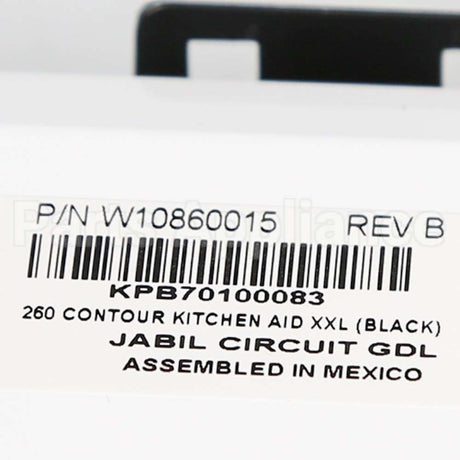 P/N W10860015 REV B
KPB70100083
260 CONTOUR KITCHEN AID XXL (BLACK)
JABIL CIRCUIT GDL
ASSEMBLED IN MEXICO